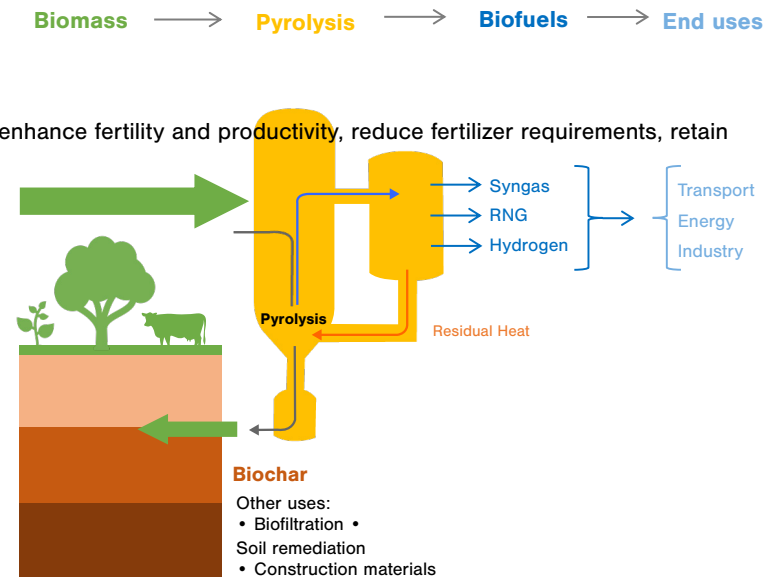 Biomass Pyrolysis Biofuels End uses
enhance fertility and productivity, reduce fertilizer requirements, retain
Syngas
RNG
Hydrogen
Transport
Energy
Industry
Pyrolysis
Residual Heat
Biochar
Other uses:
• Biofiltration •
Soil remediation
• Construction materials